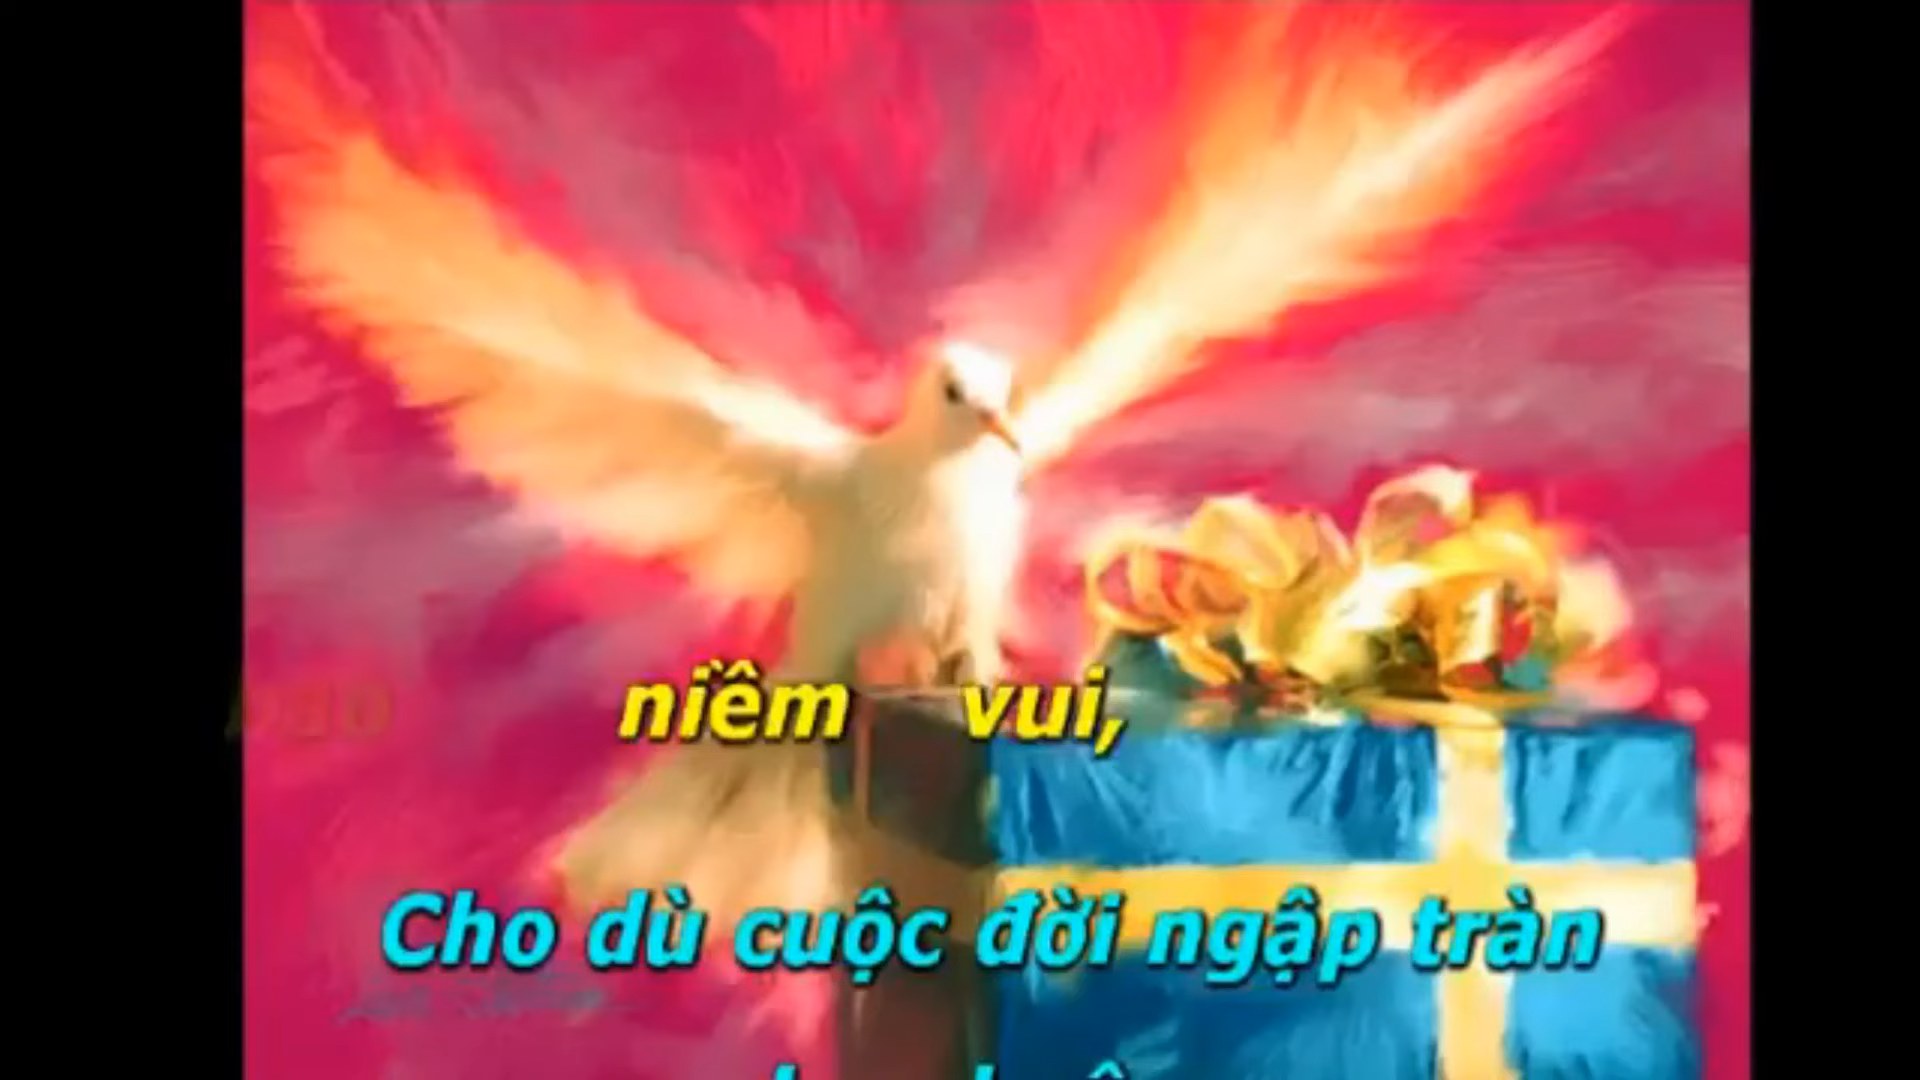 niềm vui,
Cho dù cuộc đời ngập tràn